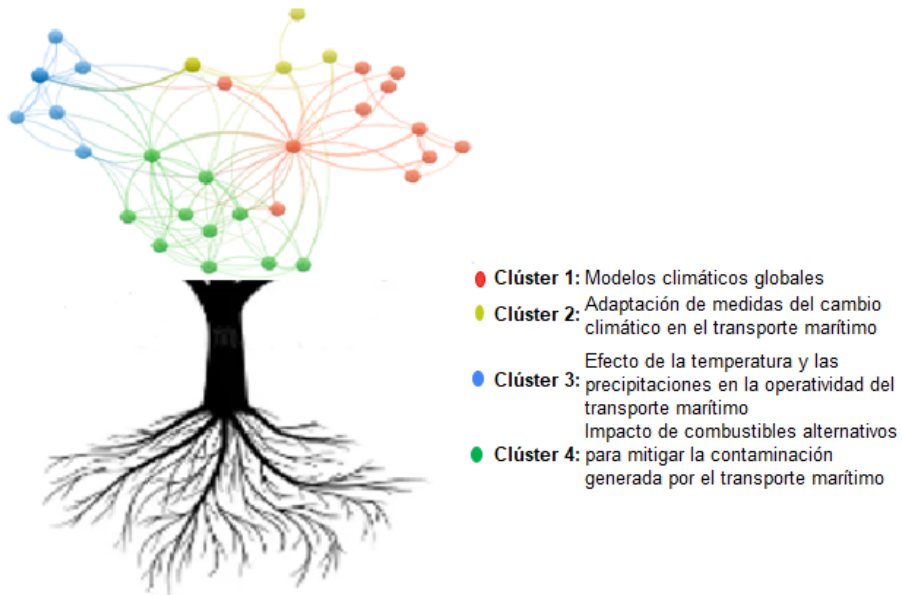 Clúster 1: Modelos climáticos globales
Clúster 2: Adaptación de medidas del cambio
climático en el transporte marítimo
Clúster 3: Efecto de la temperatura y las
precipitaciones en la operatividad del
transporte marítimo
Clúster 4: Impacto de combustibles alternativos
para mitigar la contaminación
generada por el transporte marítimo